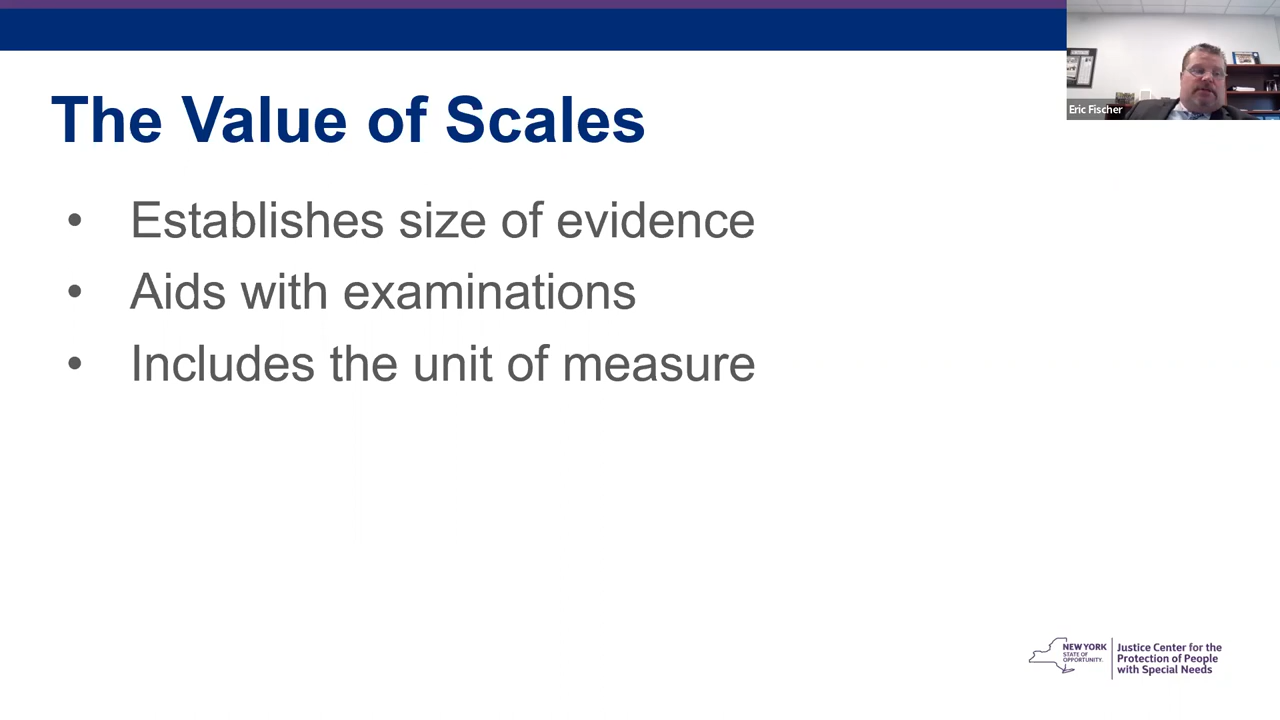 Eric Fischer
The Value of Scales
• Establishes size of evidence
• Aids with examinations
• Includes the unit of measure
NEW YORK
STATE OF
OPPORTUNITY.
Justice Center for the
Protection of People
with Special Needs